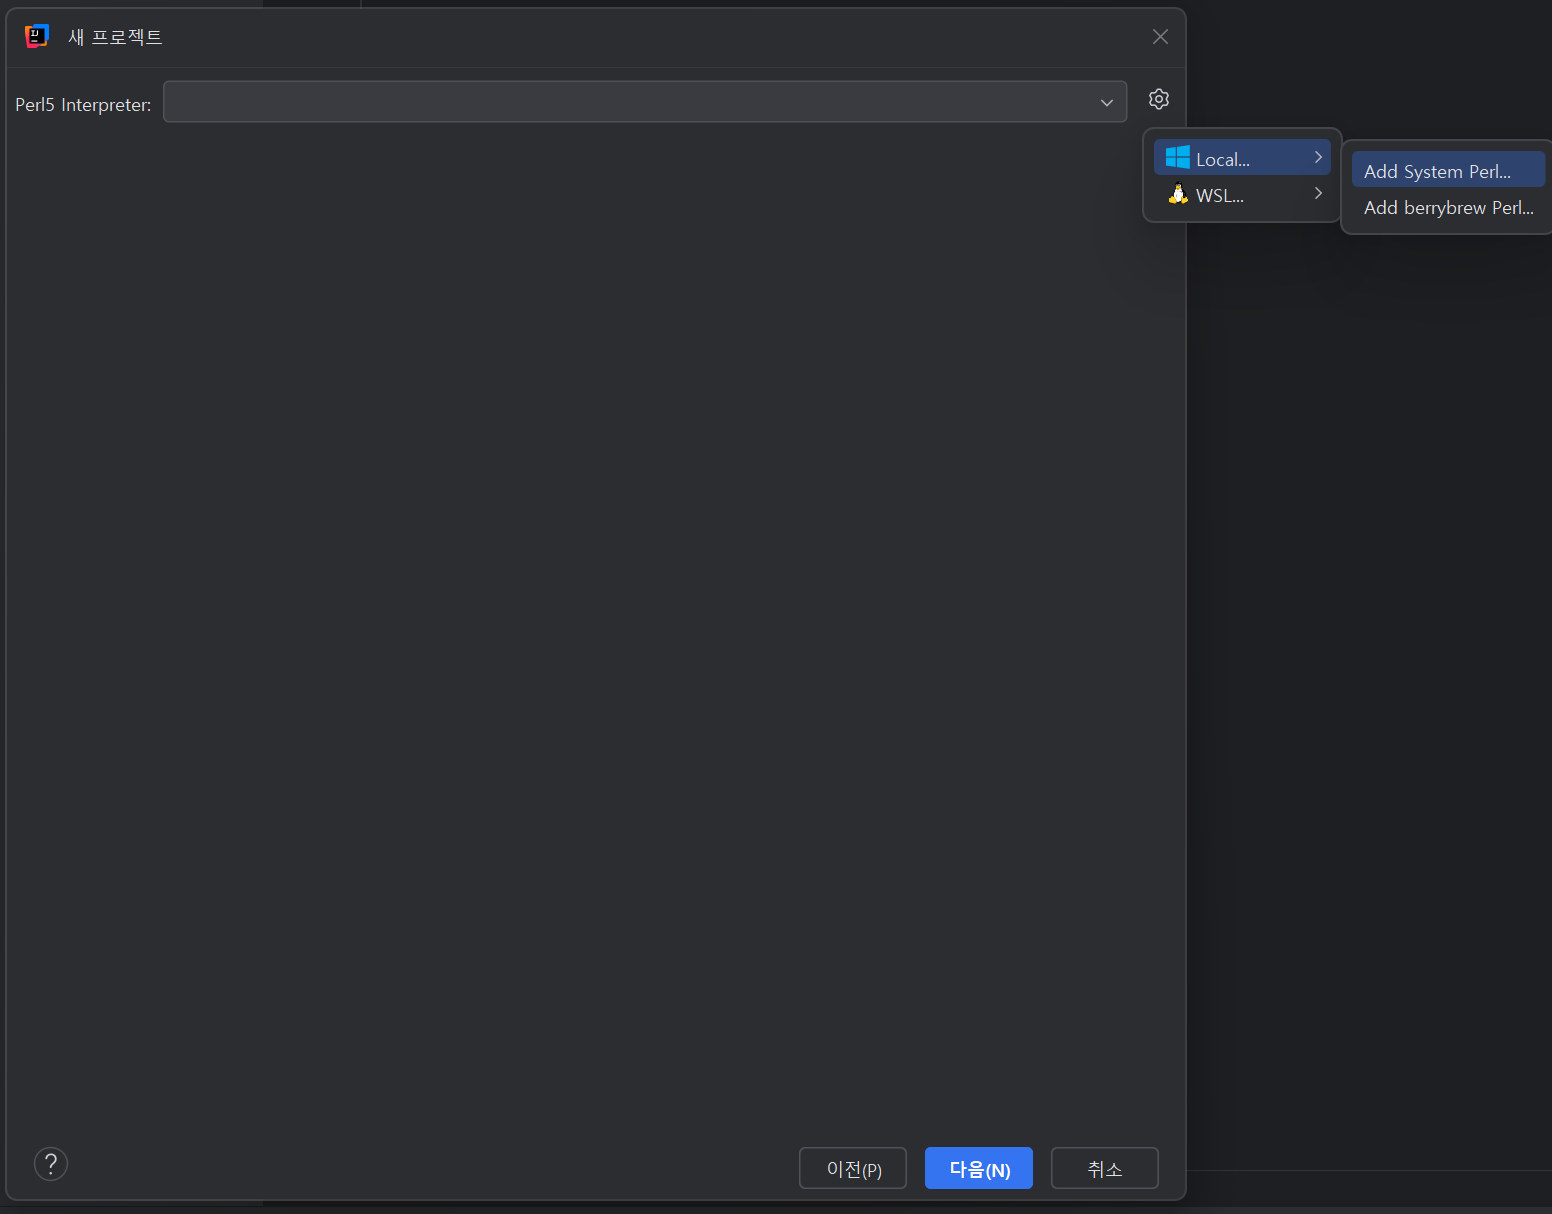 새 프로젝트
Perl5 Interpreter:
Local...
WSL...
Add System Perl...
Add berrybrew Perl...
?
이전(P)
다음(N)
취소